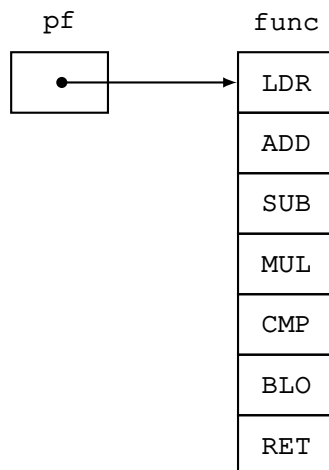 pf func
LDR
ADD
SUB
MUL
CMP
BLO
RET